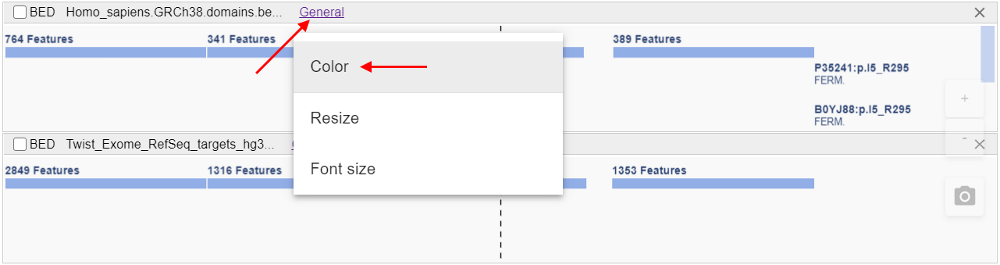 BED Homo_sapiens.GRCh38.domains.be... General
764 Features 341 Features 389 Features
P35241:p.I5_R295
FERM.
B0YJ88:p.I5_R295
FERM.
Color
Resize
Font size
+
-
BED Twist_Exome_RefSeq_targets_hg3...
2849 Features 1316 Features 1353 Features